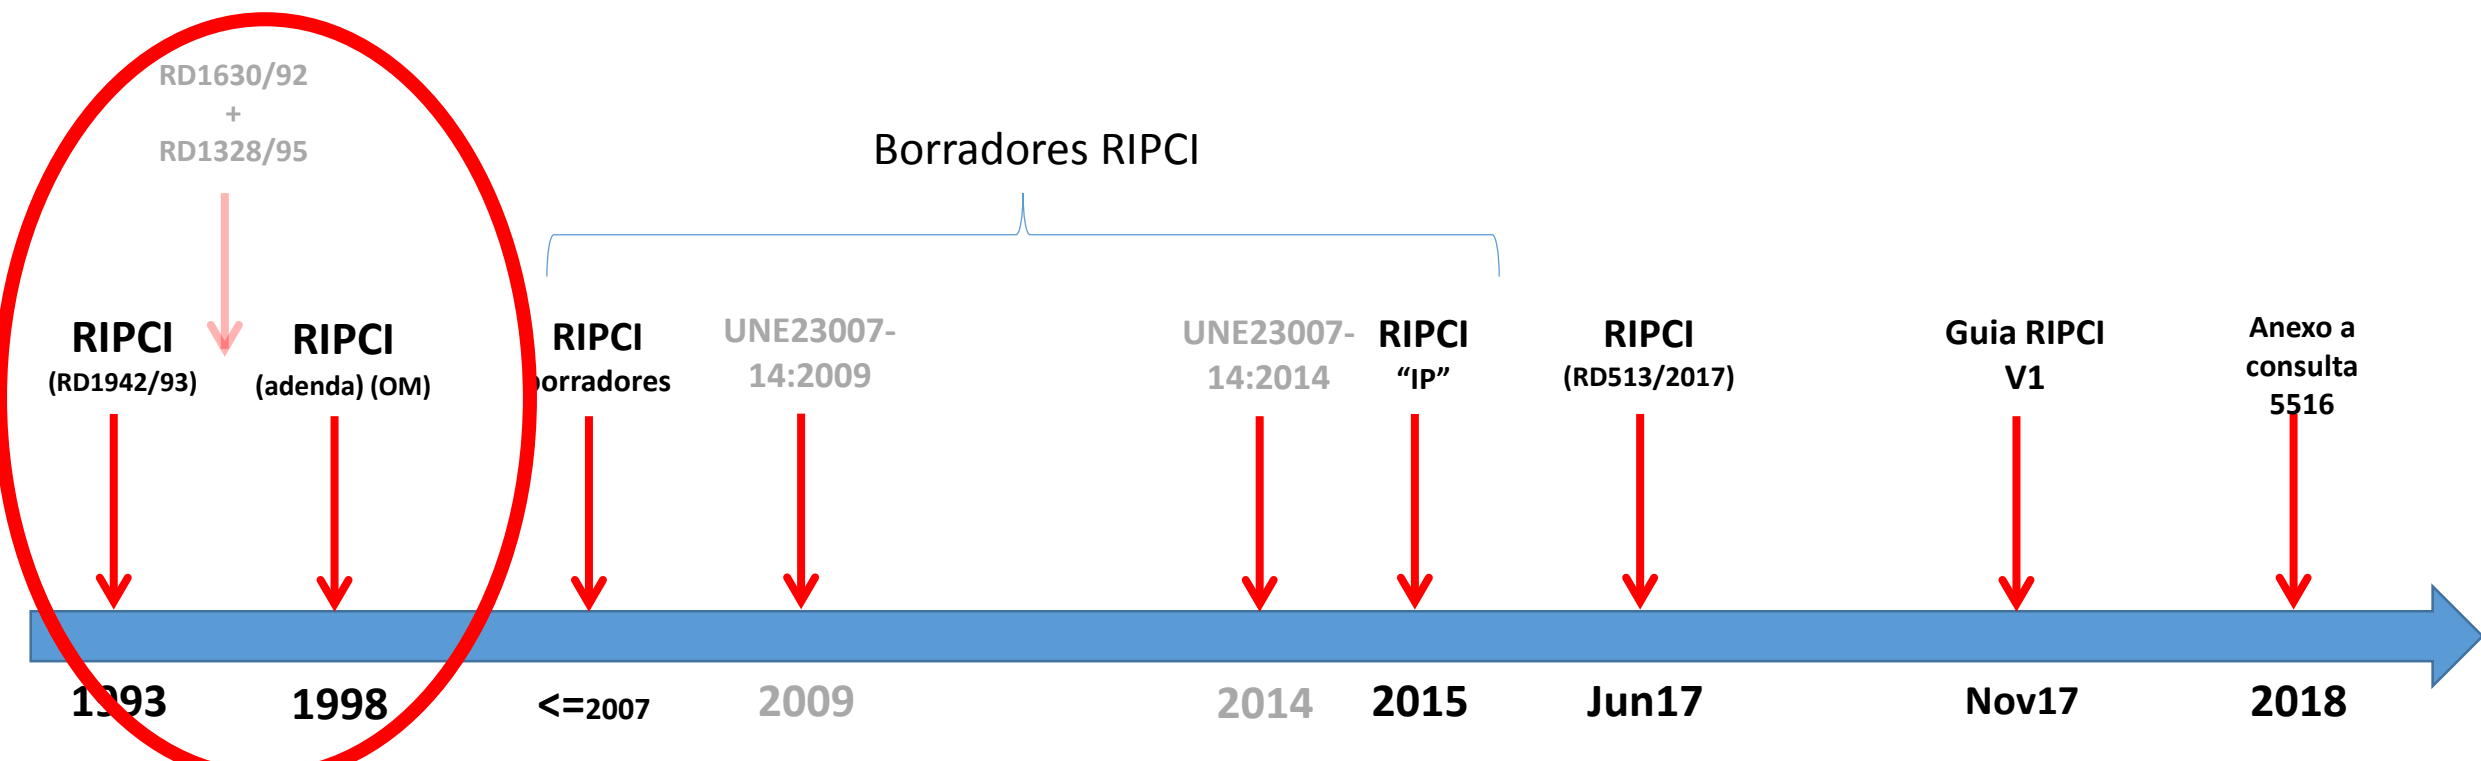 RD1630/92
+
RD1328/95
Borradores RIPCI
RIPCI
(RD1942/93)
RIPCI
(adenda) (OM)
RIPCI
borradores
UNE23007-
14:2009
UNE23007-
14:2014
RIPCI
“IP”
RIPCI
(RD513/2017)
Guia RIPCI
V1
Anexo a
consulta
5516
1993
1998
<=2007
2009
2014
2015
Jun17
Nov17
2018